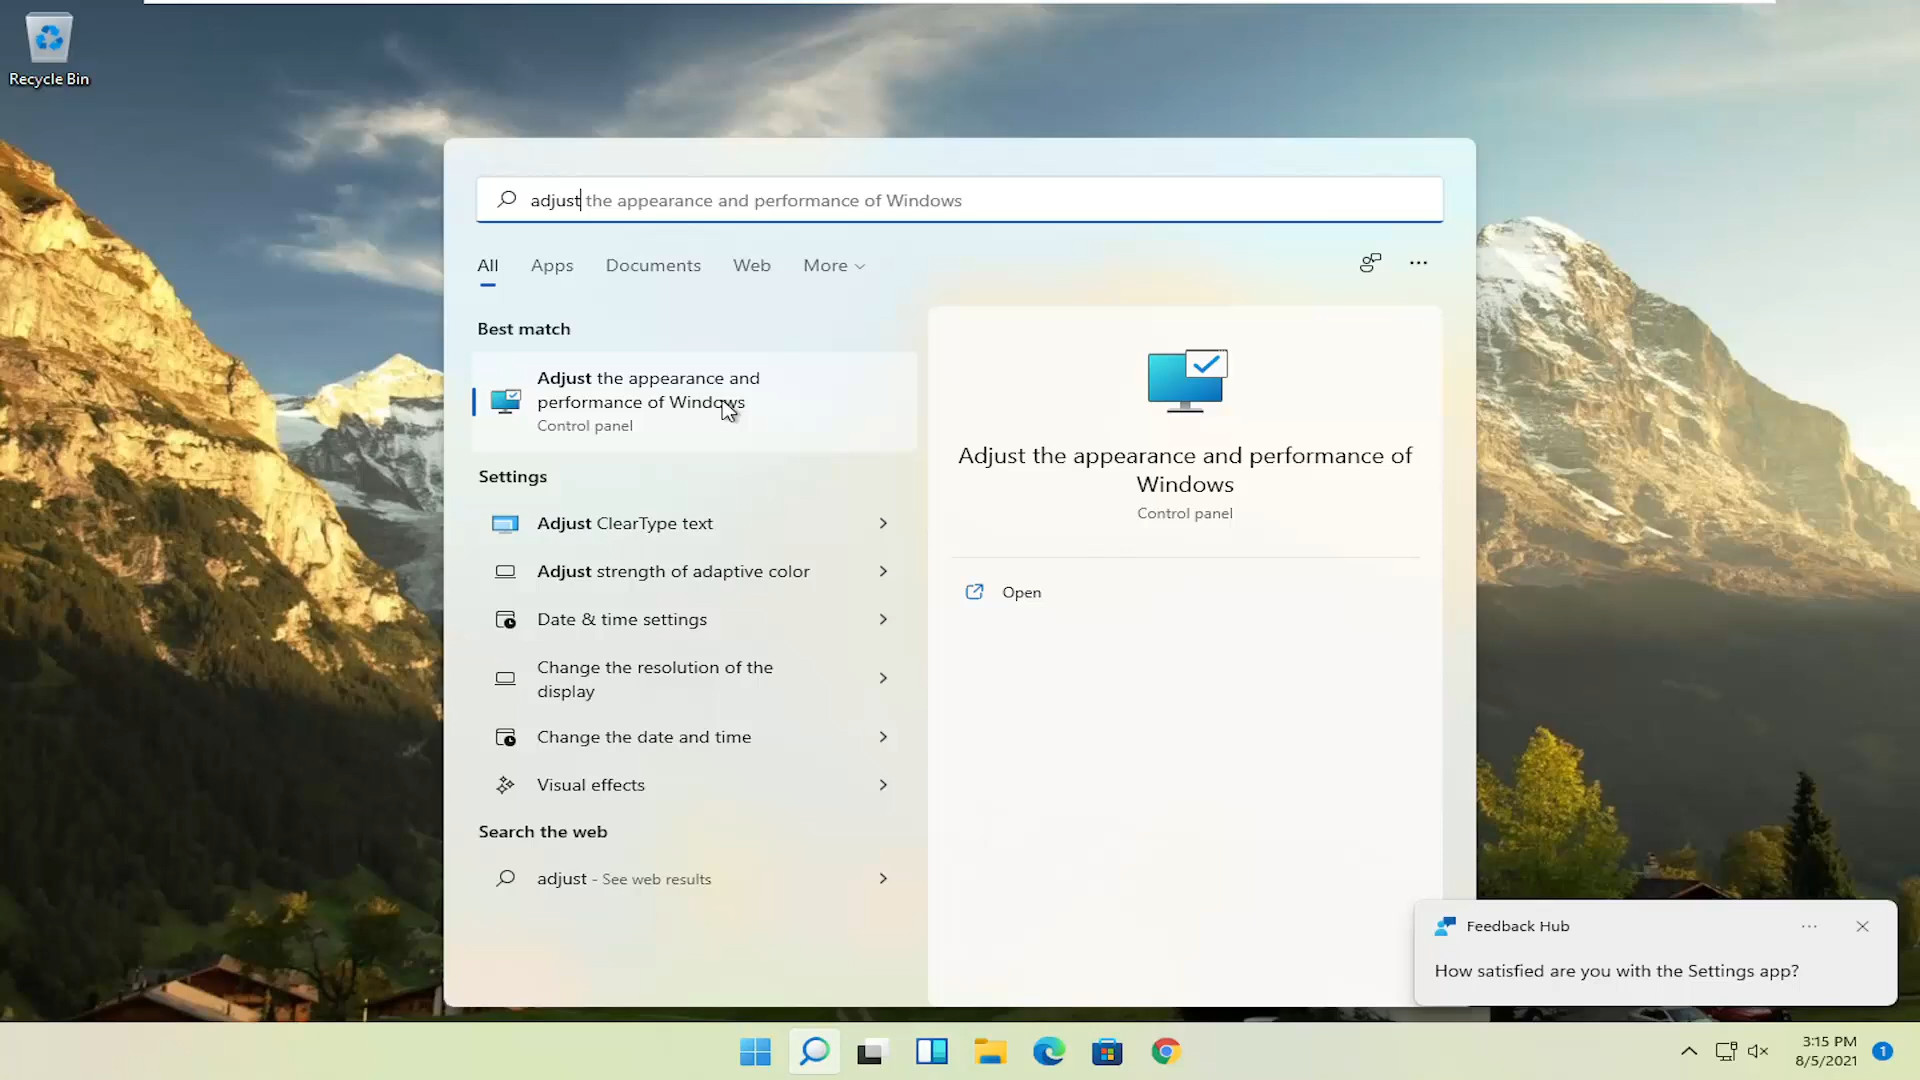 Recycle Bin
adjust the appearance and performance of Windows
All Apps Documents Web More
Best match
Adjust the appearance and
performance of Windows
Control panel
Settings
Adjust ClearType text
Adjust strength of adaptive color
Date & time settings
Change the resolution of the
display
Change the date and time
Visual effects
Search the web
adjust - See web results
Adjust the appearance and performance of
Windows
Control panel
Open
Feedback Hub
How satisfied are you with the Settings app?
3:15 PM
8/5/2021
1